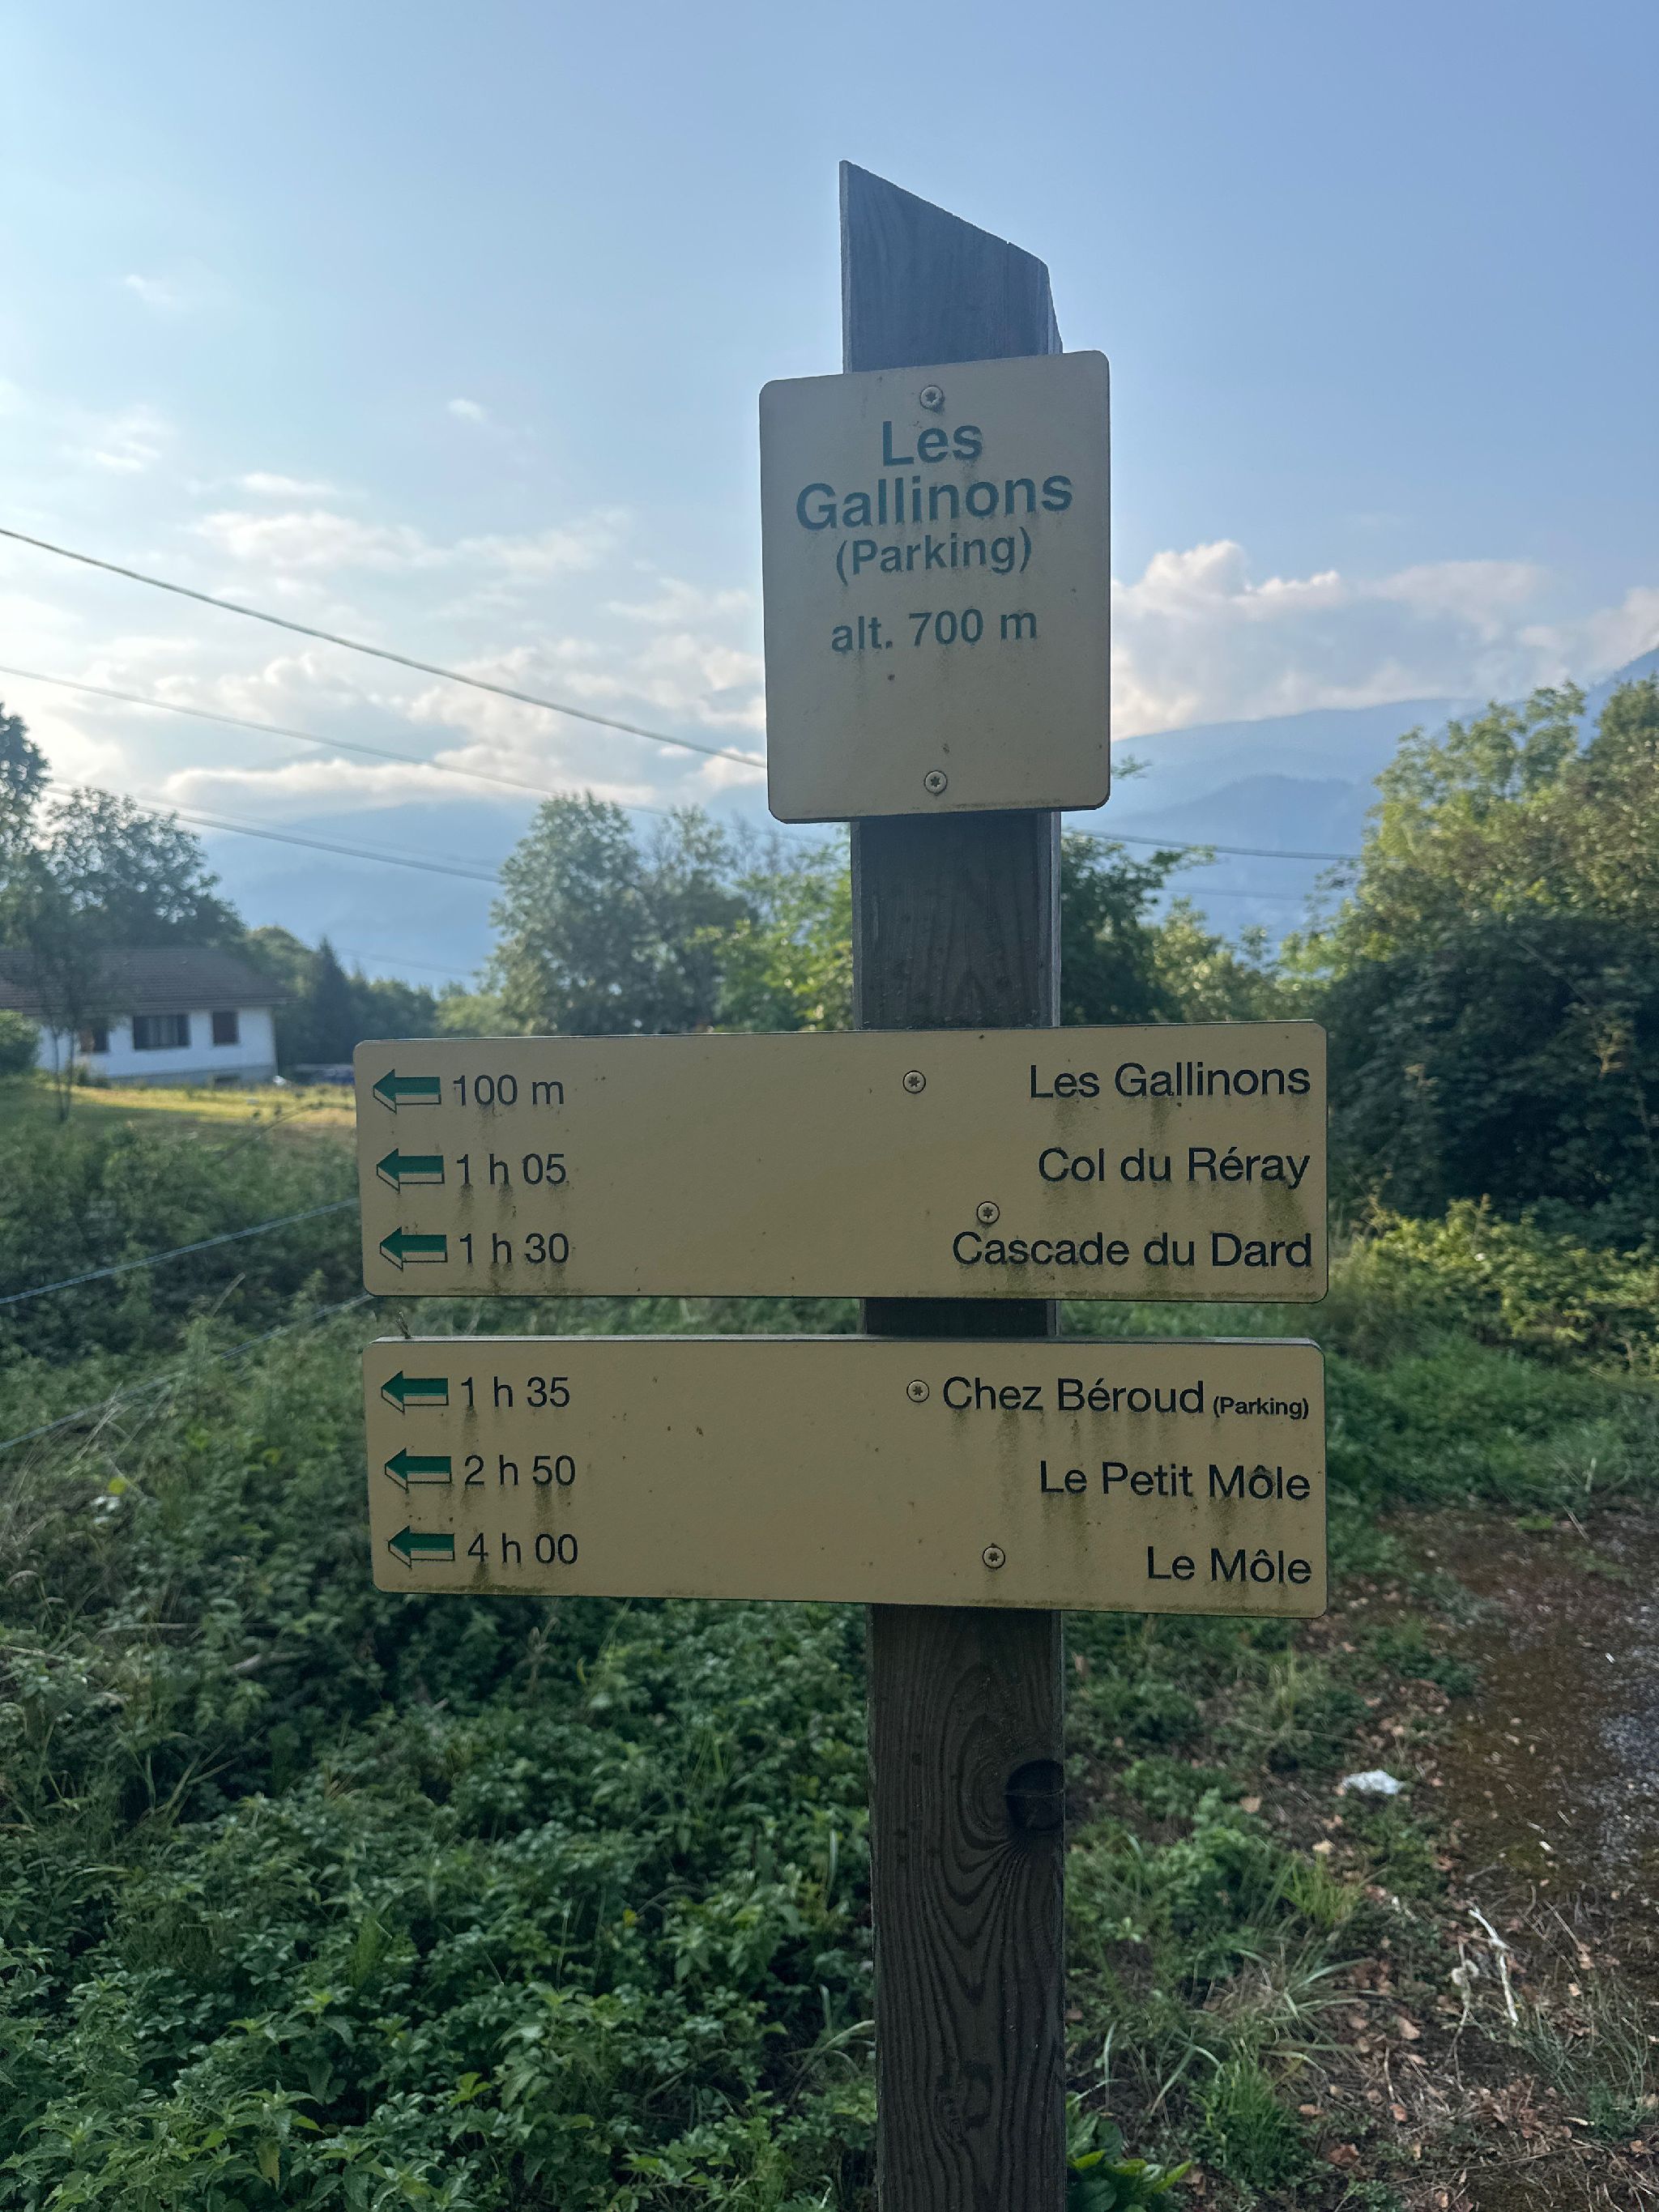 Les
Gallinons
(Parking)
alt. 700 m
100 m Les Gallinons
1 h 05 Col du Réray
1 h 30 Cascade du Dard
1 h 35 Chez Béroud (Parking)
2 h 50 Le Petit Môle
4 h 00 Le Môle